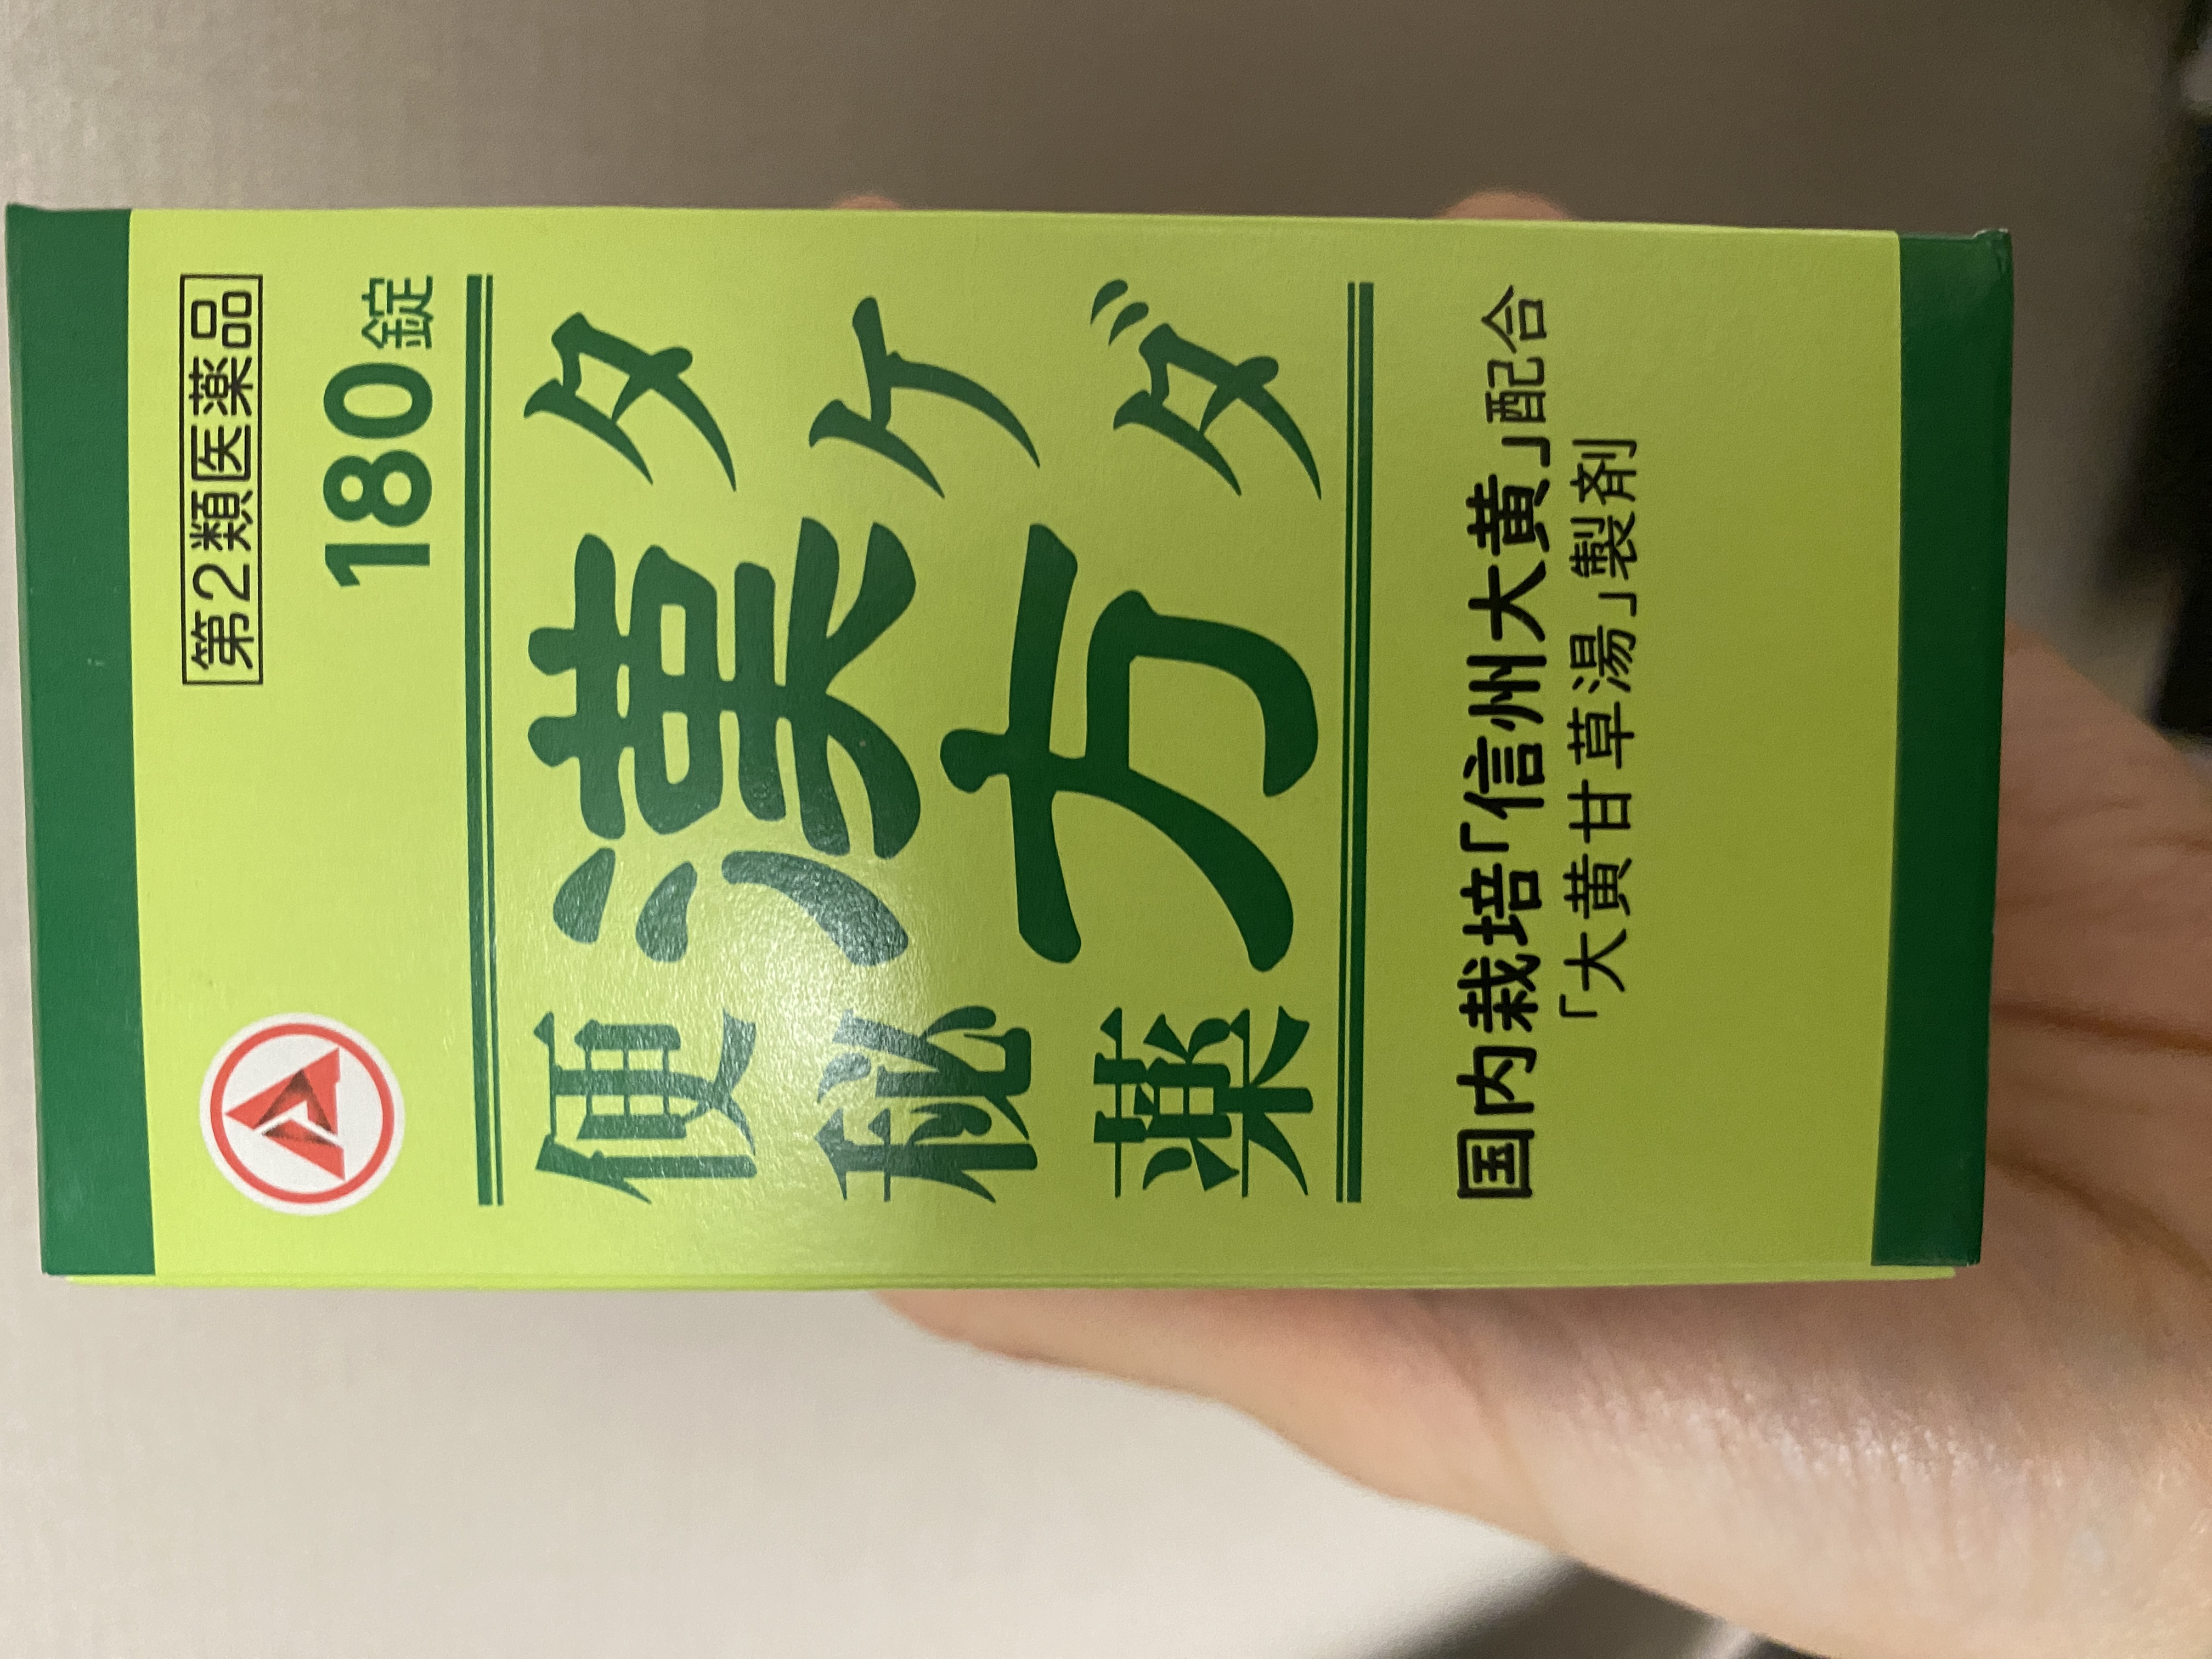 第2類医薬品
180錠
タケダ
漢方
便秘薬
国内栽培「信州大黄」配合
「大黄甘草湯」製剤